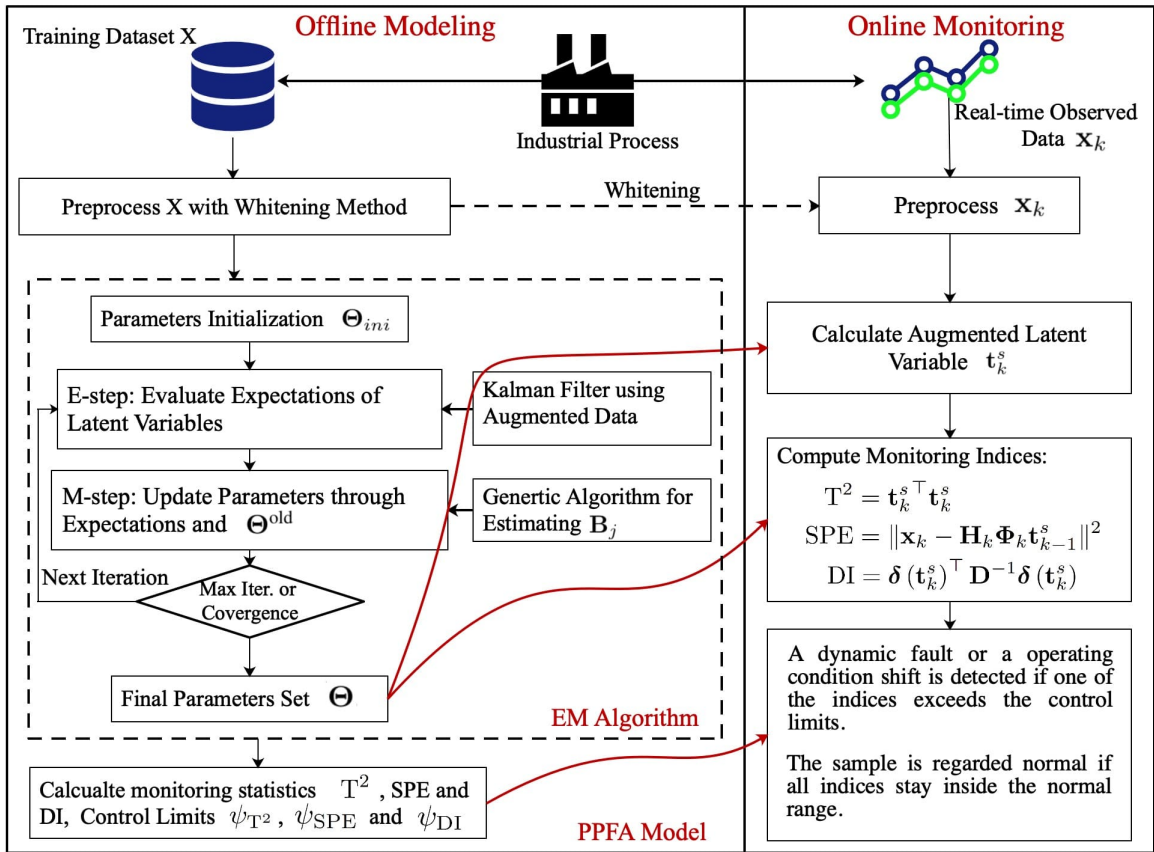 Offline Modeling
Training Dataset X
Industrial Process
Preprocess X with Whitening Method
Whitening
Parameters Initialization Θ_ini
E-step: Evaluate Expectations of
Latent Variables
Kalman Filter using
Augmented Data
M-step: Update Parameters through
Expectations and Θ^old
Genertic Algorithm for
Estimating B_j
Next Iteration
Max Iter. or
Covergence
Final Parameters Set Θ
EM Algorithm
Calcualte monitoring statistics T², SPE and
DI, Control Limits ψ_T², ψ_SPE and ψ_DI
PPFA Model
Online Monitoring
Real-time Observed
Data x_k
Preprocess x_k
Calculate Augmented Latent
Variable t_k^s
Compute Monitoring Indices:
T² = t_k^s⊤ t_k^s
SPE = ‖x_k − H_k Φ_k t_{k−1}^s‖²
DI = δ (t_k^s)^⊤ D^{−1} δ (t_k^s)
A dynamic fault or a operating
condition shift is detected if one of
the indices exceeds the control
limits.
The sample is regarded normal if
all indices stay inside the normal
range.